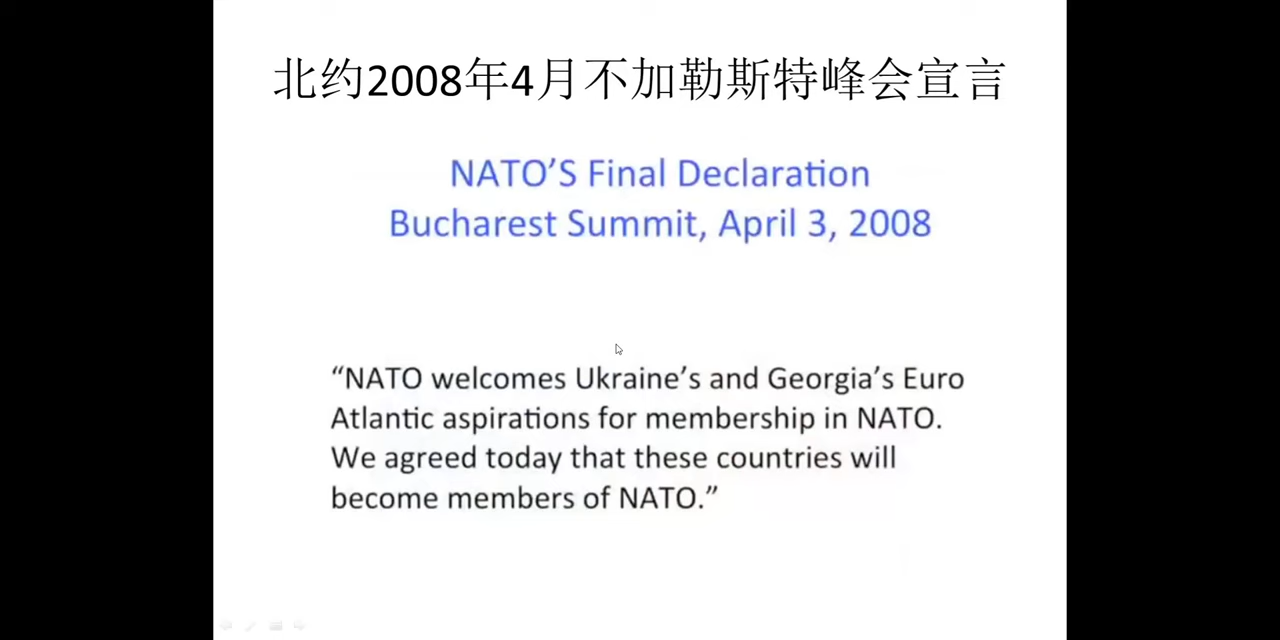 北约2008年4月不加勒斯特峰会宣言
NATO’S Final Declaration
Bucharest Summit, April 3, 2008
“NATO welcomes Ukraine’s and Georgia’s Euro
Atlantic aspirations for membership in NATO.
We agreed today that these countries will
become members of NATO.”